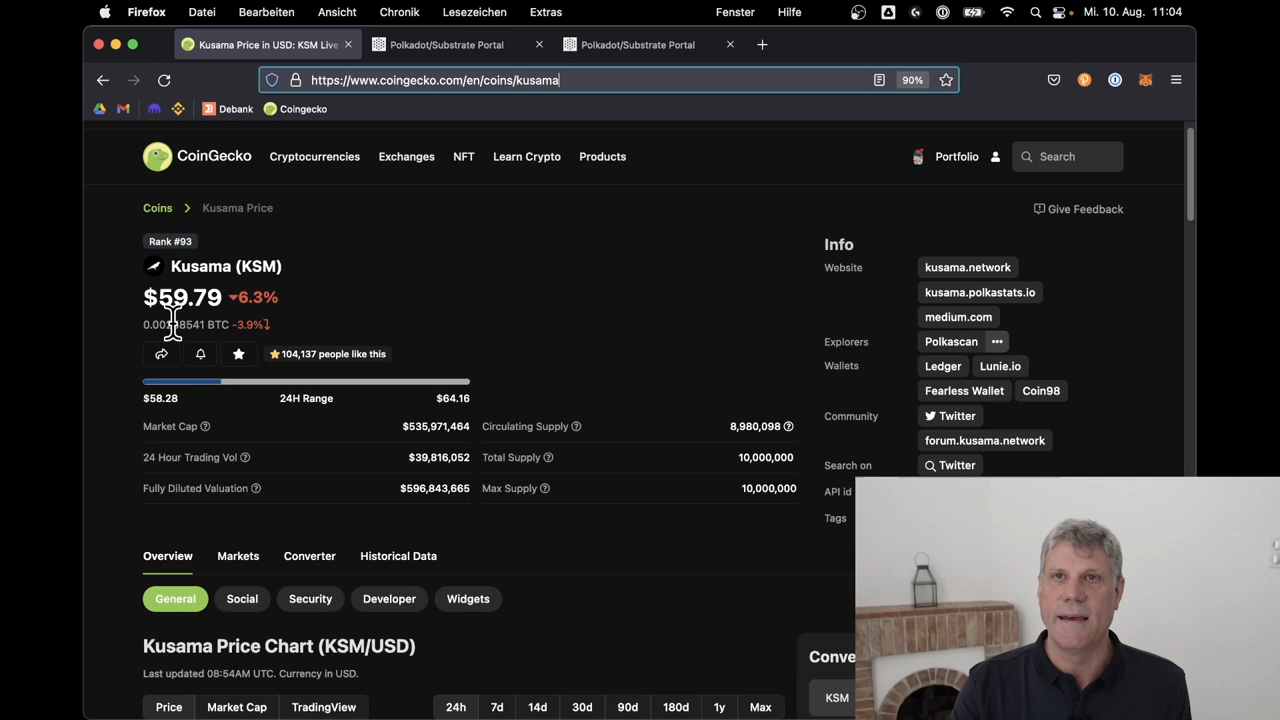 Firefox Datei Bearbeiten Ansicht Chronik Lesezeichen Extras Fenster Hilfe Mi. 10. Aug. 11:04
Kusama Price in USD: KSM Live Polkadot/Substrate Portal Polkadot/Substrate Portal
https://www.coingecko.com/en/coins/kusama 90%
Debank Coingecko
CoinGecko Cryptocurrencies Exchanges NFT Learn Crypto Products Portfolio Search
Coins Kusama Price Give Feedback
Rank #93
Kusama (KSM)
$59.79 6.3%
BTC -3.9%
104,137 people like this
$58.28 24H Range $64.16
Market Cap $535,971,464
24 Hour Trading Vol $39,816,052
Fully Diluted Valuation $596,843,665
Circulating Supply 8,980,098
Total Supply 10,000,000
Max Supply 10,000,000
Info
Website kusama.network
kusama.polkastats.io
medium.com
Explorers Polkascan
Wallets Ledger Lunie.io
Fearless Wallet Coin98
Community Twitter
forum.kusama.network
Search on Twitter
API id
Tags
Overview Markets Converter Historical Data
General Social Security Developer Widgets
Kusama Price Chart (KSM/USD)
Last updated 08:54AM UTC. Currency in USD.
Price Market Cap TradingView 24h 7d 14d 30d 90d 180d 1y Max
Conve
KSM